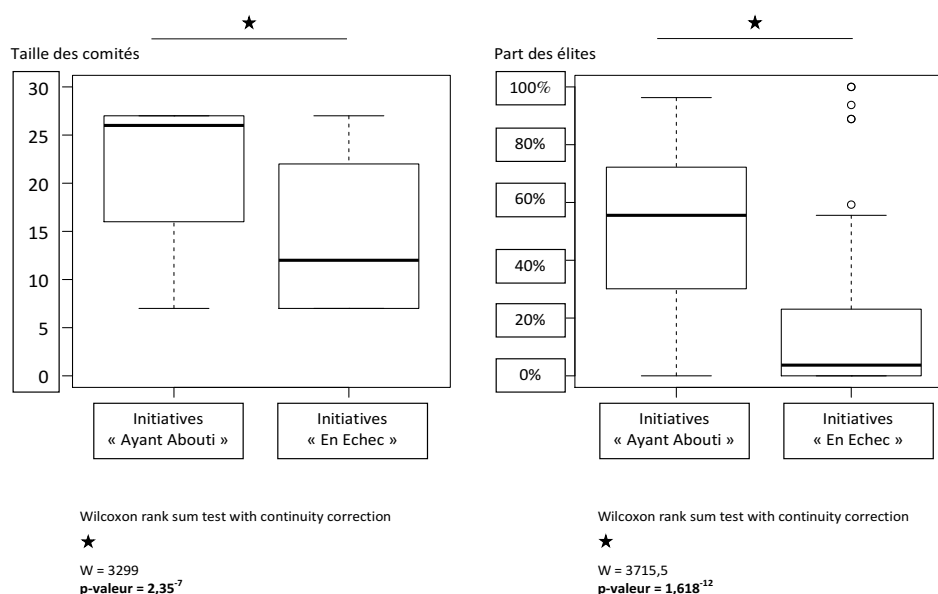 ★
Taille des comités
30
25
20
15
10
5
0
Initiatives
« Ayant Abouti »
Initiatives
« En Echec »
Wilcoxon rank sum test with continuity correction
★
W = 3299
p-valeur = 2,35⁻⁷
★
Part des élites
100%
80%
60%
40%
20%
0%
Initiatives
« Ayant Abouti »
Initiatives
« En Echec »
Wilcoxon rank sum test with continuity correction
★
W = 3715,5
p-valeur = 1,618⁻¹²